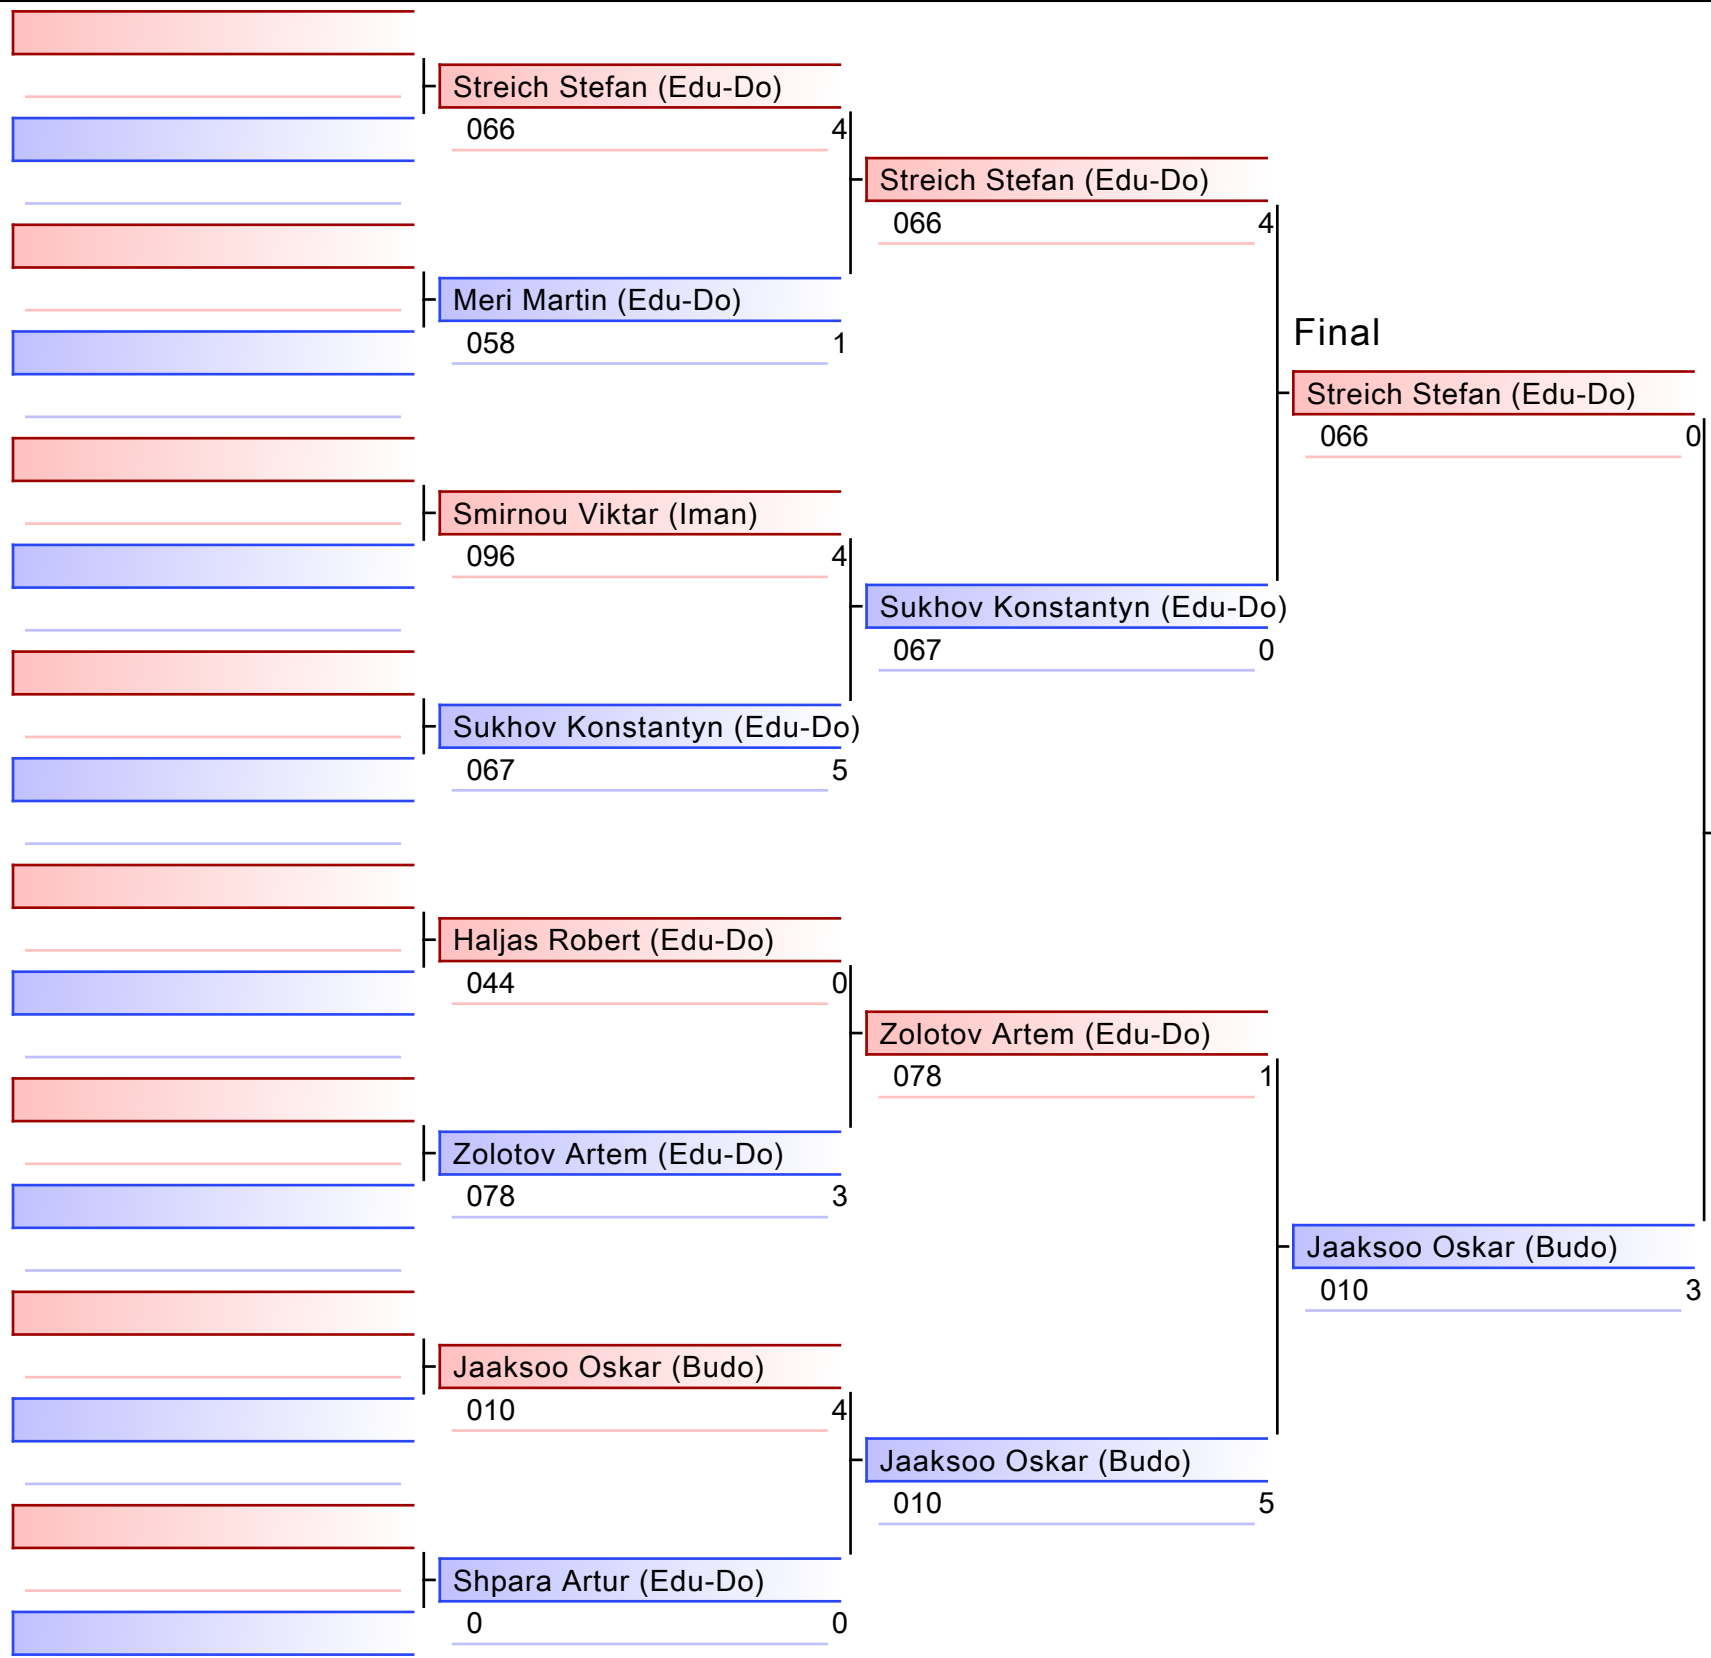 Streich Stefan (Edu-Do)
066 4
Meri Martin (Edu-Do)
058 1
Smirnou Viktar (Iman)
096 4
Sukhov Konstantyn (Edu-Do)
067 5
Haljas Robert (Edu-Do)
044 0
Zolotov Artem (Edu-Do)
078 3
Jaaksoo Oskar (Budo)
010 4
Shpara Artur (Edu-Do)
0 0
Streich Stefan (Edu-Do)
066 4
Sukhov Konstantyn (Edu-Do)
067 0
Zolotov Artem (Edu-Do)
078 1
Jaaksoo Oskar (Budo)
010 5
Final
Streich Stefan (Edu-Do)
066 0
Jaaksoo Oskar (Budo)
010 3